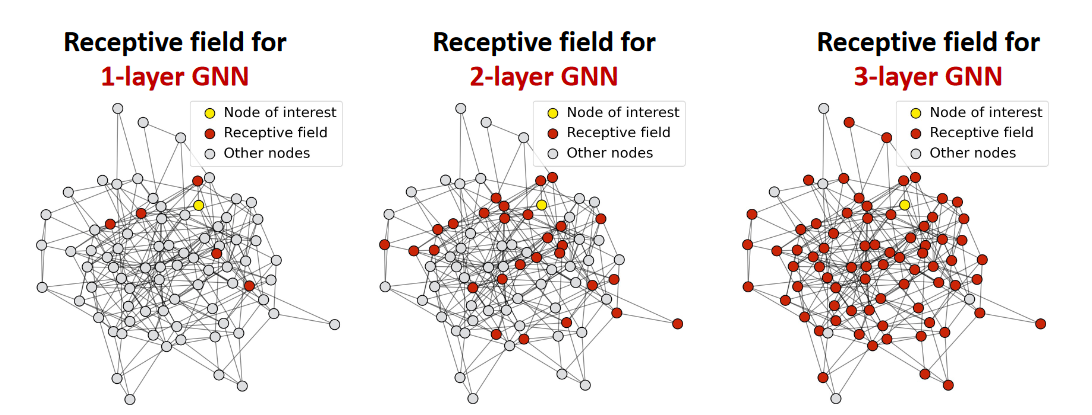 Receptive field for
1-layer GNN
Node of interest
Receptive field
Other nodes
Receptive field for
2-layer GNN
Node of interest
Receptive field
Other nodes
Receptive field for
3-layer GNN
Node of interest
Receptive field
Other nodes